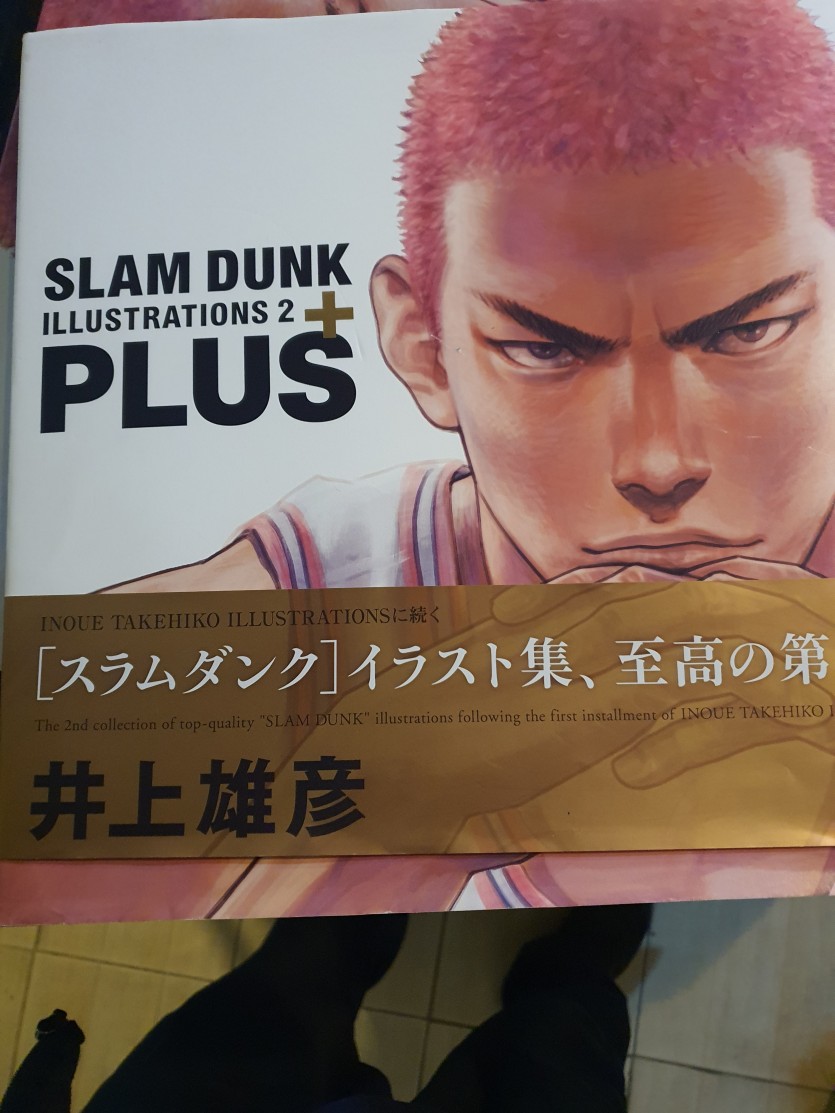 SLAM DUNK
ILLUSTRATIONS 2
+
PLUS
INOUE TAKEHIKO ILLUSTRATIONSに続く
[スラムダンク]イラスト集、至高の第
The 2nd collection of top-quality "SLAM DUNK" illustrations following the first installment of INOUE TAKEHIKO I
井上雄彦